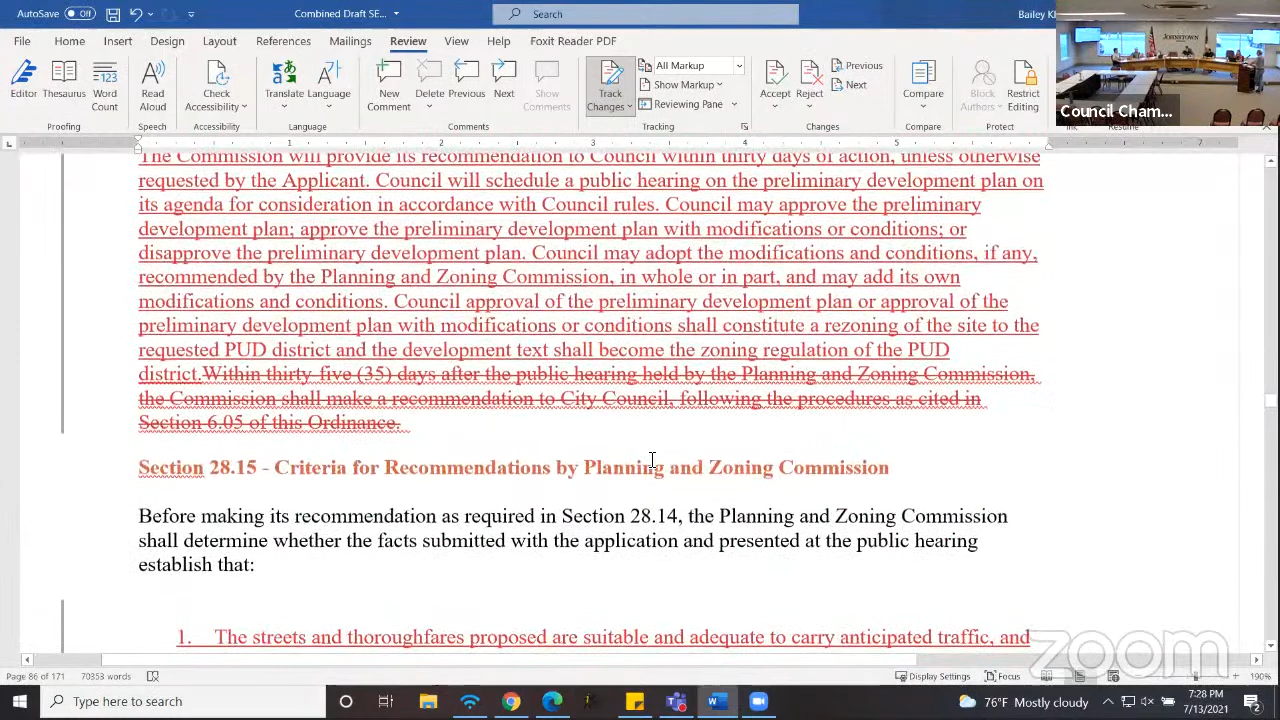 Bailey K
File Home Insert Design Layout References Mailings Review View Help Foxit Reader PDF
JOHNSTOWN
Editor Thesaurus Word Count
Read Aloud
Check Accessibility
Translate Language
New Comment Delete Previous Next Show Comments
Track Changes All Markup
Show Markup
Reviewing Pane
Accept Reject Previous
Next
Compare
Block Authors Restrict Editing
Proofing Speech Accessibility Language Comments Tracking Changes Compare Protect Ink Resume
Council Cham...
1 2 3 4 5 7
The Commission will provide its recommendation to Council within thirty days of action, unless otherwise
requested by the Applicant. Council will schedule a public hearing on the preliminary development plan on
its agenda for consideration in accordance with Council rules. Council may approve the preliminary
development plan; approve the preliminary development plan with modifications or conditions; or
disapprove the preliminary development plan. Council may adopt the modifications and conditions, if any,
recommended by the Planning and Zoning Commission, in whole or in part, and may add its own
modifications and conditions. Council approval of the preliminary development plan or approval of the
preliminary development plan with modifications or conditions shall constitute a rezoning of the site to the
requested PUD district and the development text shall become the zoning regulation of the PUD
district.Within thirty-five (35) days after the public hearing held by the Planning and Zoning Commission,
the Commission shall make a recommendation to City Council, following the procedures as cited in
Section 6.05 of this Ordinance.
Section 28.15 - Criteria for Recommendations by Planning and Zoning Commission
Before making its recommendation as required in Section 28.14, the Planning and Zoning Commission
shall determine whether the facts submitted with the application and presented at the public hearing
establish that:
1. The streets and thoroughfares proposed are suitable and adequate to carry anticipated traffic, and
zoom
Page 86 of 171 70353 words Display Settings Focus 190%
Type here to search 76°F Mostly cloudy 7:28 PM
7/13/2021
2